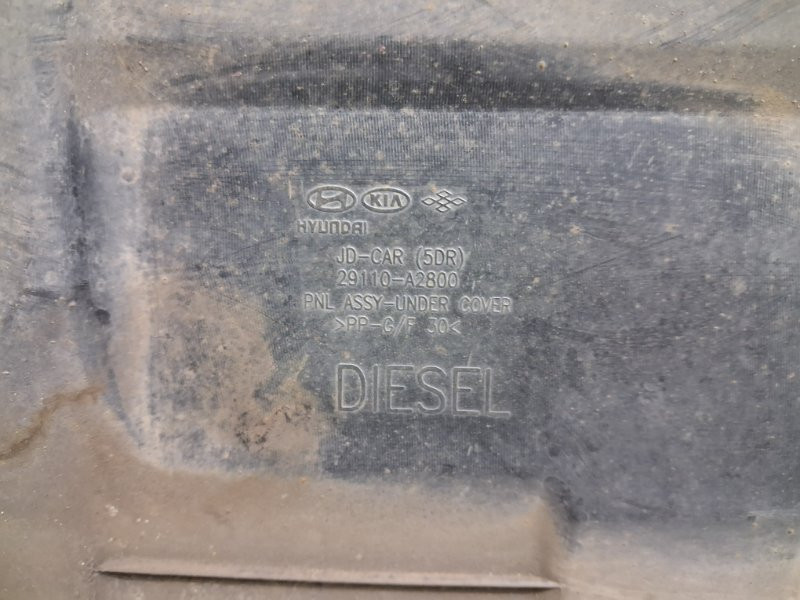 KIA
HYUNDAI
JD-CAR (5DR)
29110-A2800
PNL ASSY-UNDER COVER
>PP-G/F 30<
DIESEL